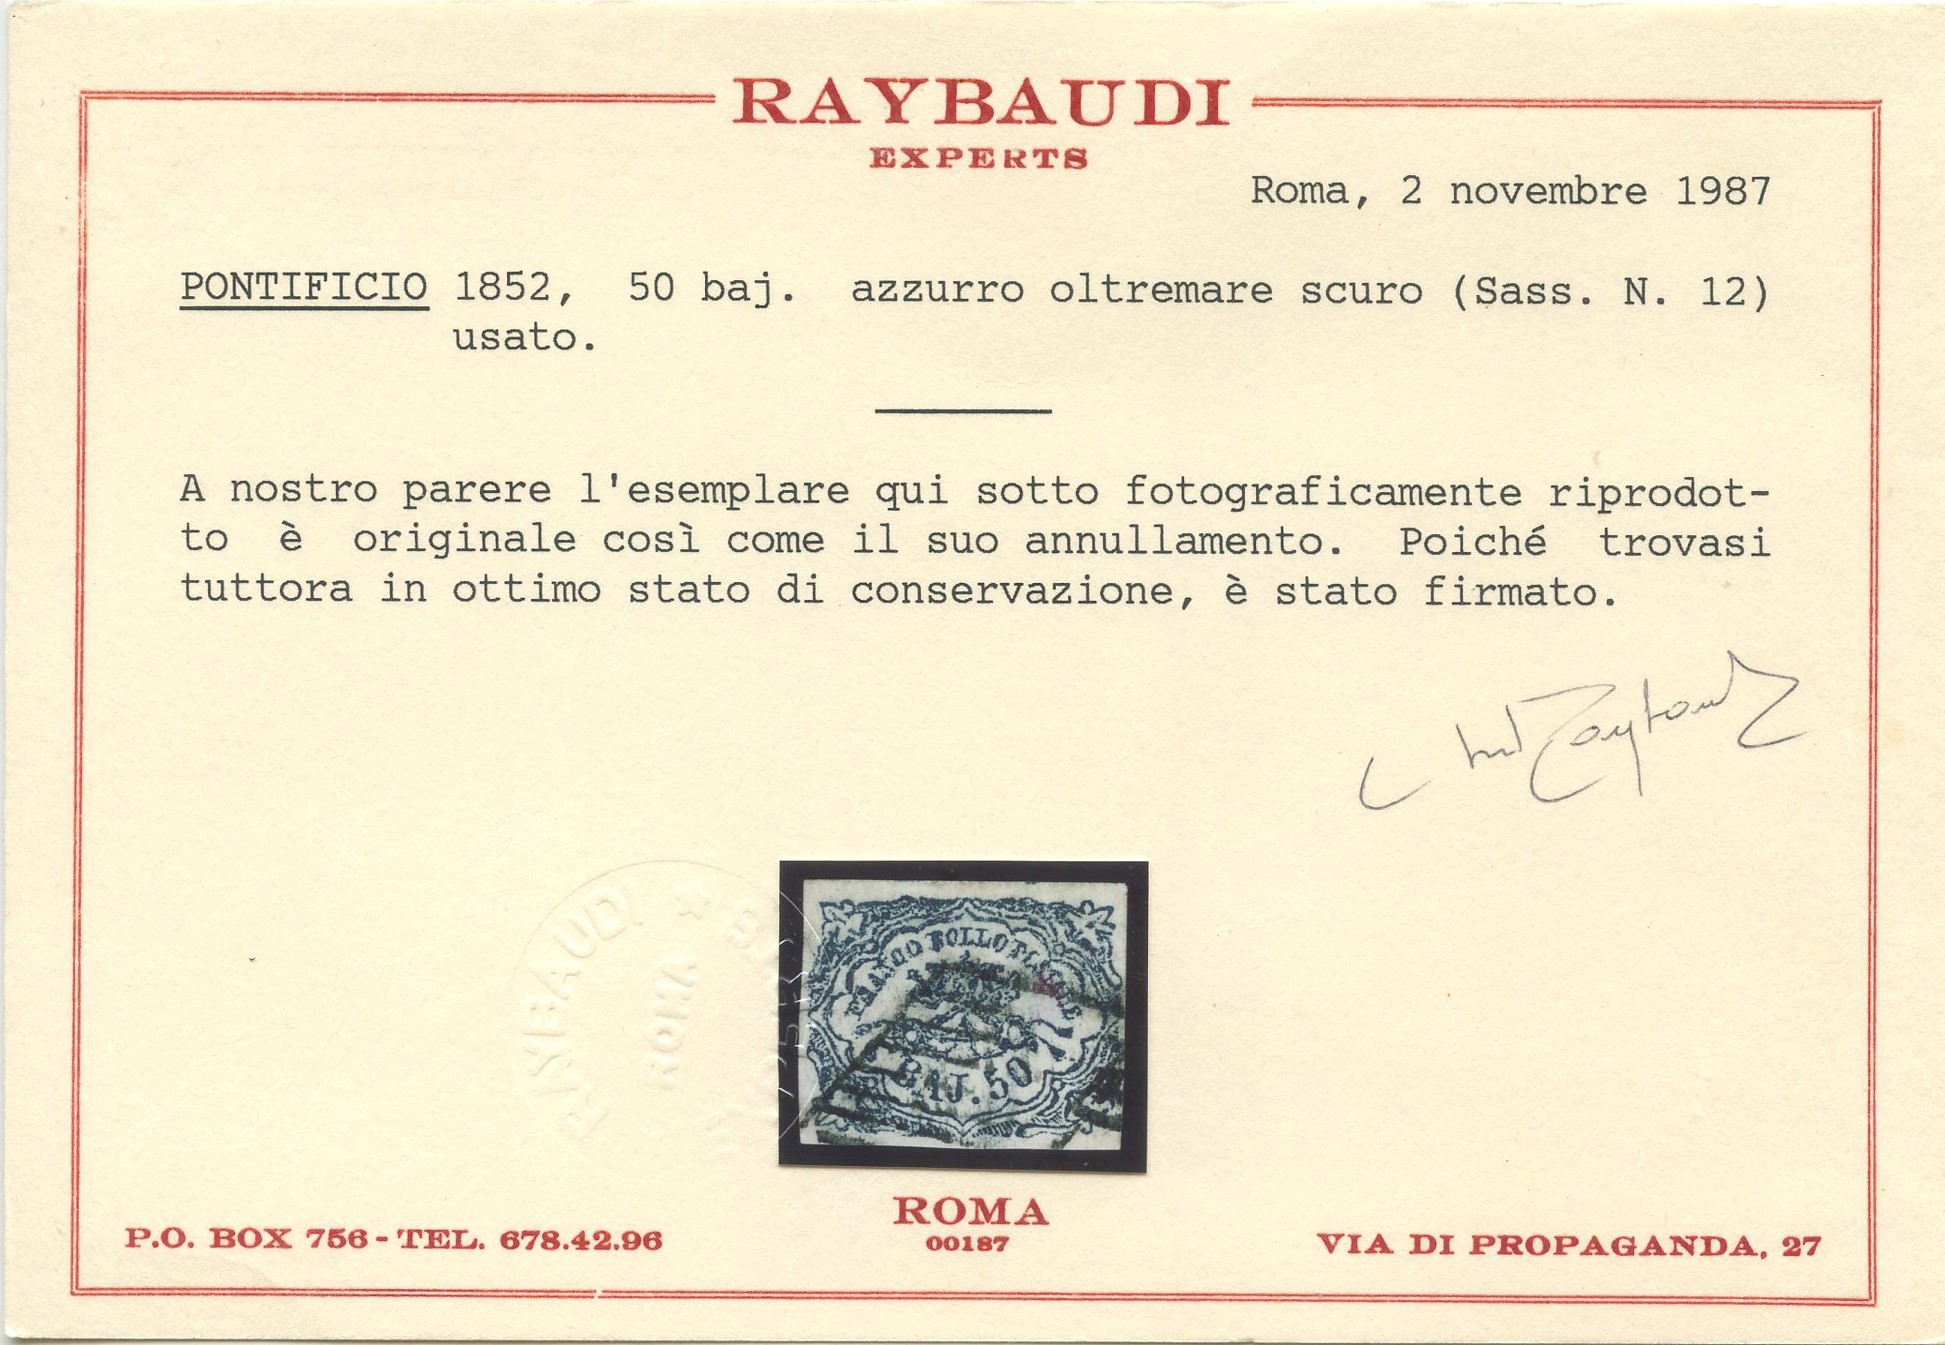 RAYBAUDI
EXPERTS
Roma, 2 novembre 1987
PONTIFICIO 1852, 50 baj. azzurro oltremare scuro (Sass. N. 12)
usato.
A nostro parere l'esemplare qui sotto fotograficamente riprodot-
to è originale così come il suo annullamento. Poiché trovasi
tuttora in ottimo stato di conservazione, è stato firmato.
Raybaudi
RAYBAUDI
ROMA
FRANCO BOLLO POSTALE
BAJ. 50
ROMA
00187
P.O. BOX 756 - TEL. 678.42.96
VIA DI PROPAGANDA, 27